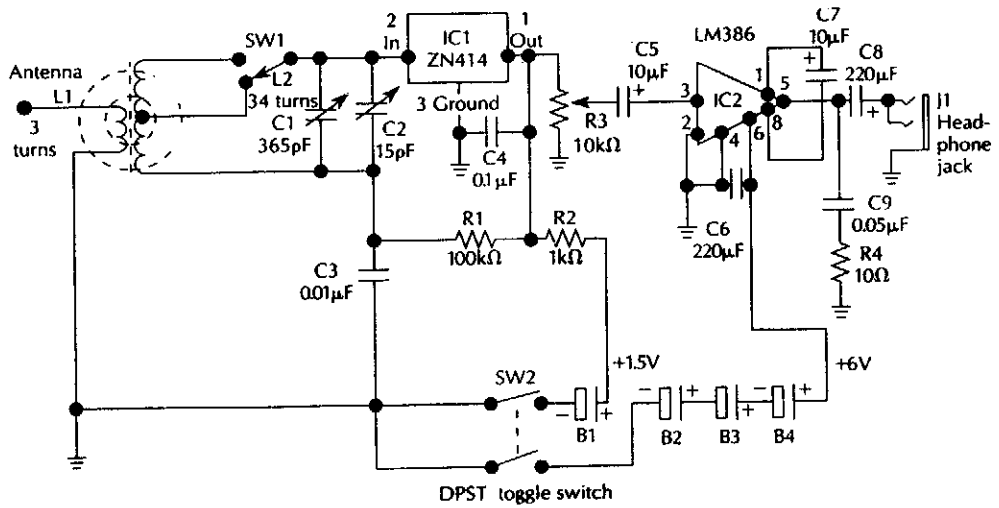 Antenna
L1
3
turns
SW1
L2
34 turns
C1
365pF
C2
15pF
2
In
IC1
ZN414
1
Out
3 Ground
C4
0.1µF
R3
10kΩ
C5
10µF
+
LM386
IC2
3
2
4
6
1
5
8
C7
10µF
+
C8
220µF
+
J1
Head-
phone
jack
C6
220µF
C9
0.05µF
R4
10Ω
R1
100kΩ
R2
1kΩ
C3
0.01µF
+1.5V
+6V
SW2
−
+
B1
−
+
B2
+
B3
−
+
B4
DPST toggle switch